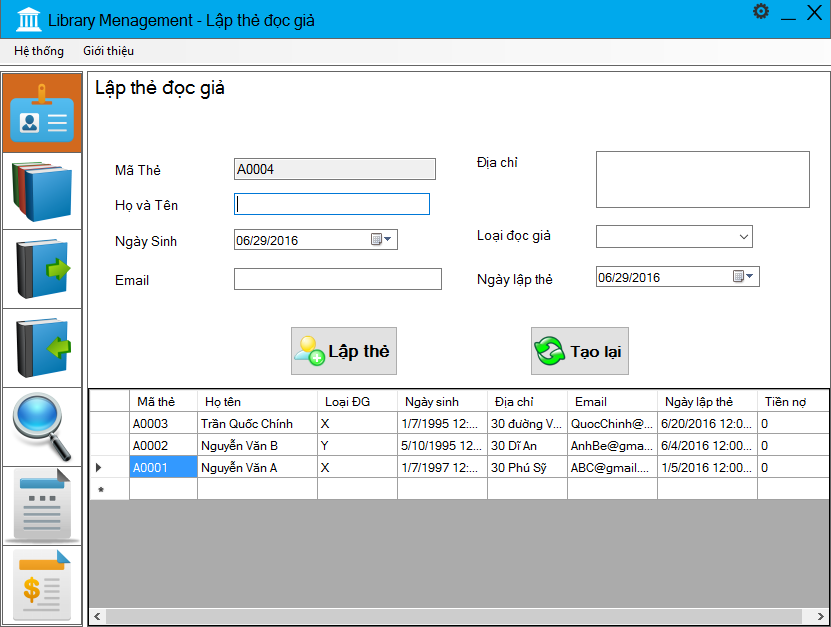 Library Menagement - Lập thẻ đọc giả
Hệ thống Giới thiệu
Lập thẻ đọc giả
Mã Thẻ A0004
Họ và Tên
Ngày Sinh 06/29/2016
Email
Địa chỉ
Loại đọc giả
Ngày lập thẻ 06/29/2016
Lập thẻ Tạo lại
Mã thẻ Họ tên Loại ĐG Ngày sinh Địa chỉ Email Ngày lập thẻ Tiền nợ
A0003 Trần Quốc Chính X 1/7/1995 12:... 30 đường V... QuocChinh@... 6/20/2016 12:0... 0
A0002 Nguyễn Văn B Y 5/10/1995 12... 30 Dĩ An AnhBe@gma... 6/4/2016 12:00... 0
A0001 Nguyễn Văn A X 1/7/1997 12:... 30 Phú Sỹ ABC@gmail.... 1/5/2016 12:00... 0